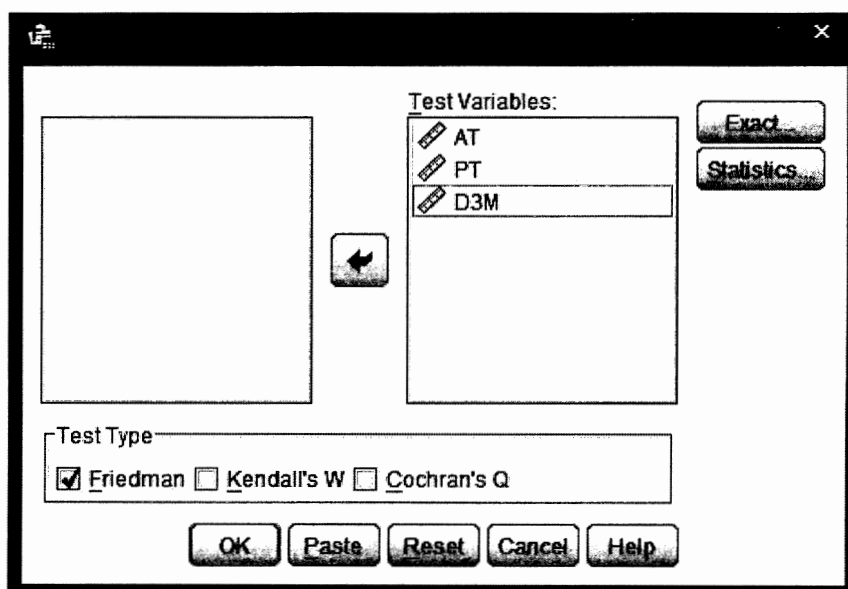 Test Variables:
AT
PT
D3M
Exact...
Statistics...
Test Type
Friedman Kendall's W Cochran's Q
OK Paste Reset Cancel Help